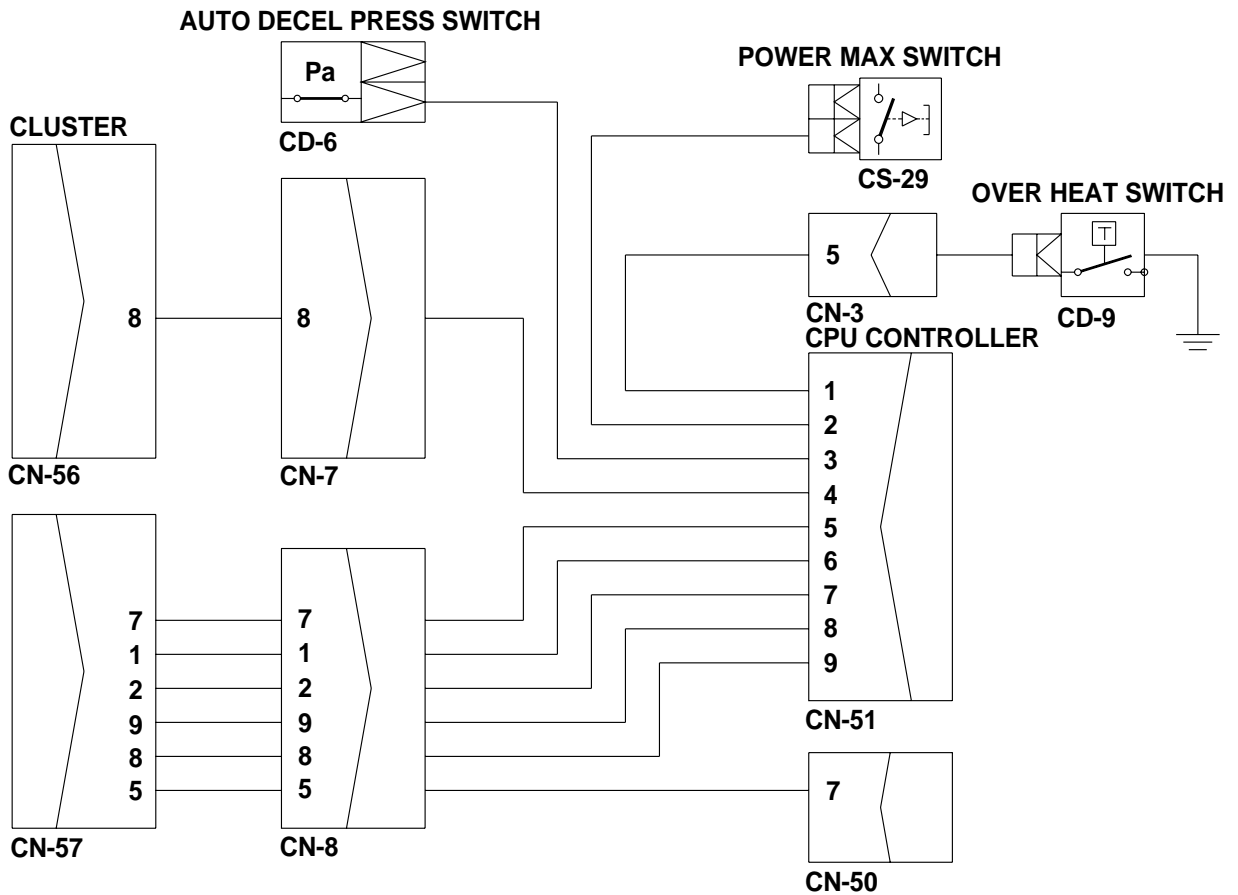 AUTO DECEL PRESS SWITCH
Pa
CD-6
POWER MAX SWITCH
CS-29
CLUSTER
8
CN-56
8
CN-7
OVER HEAT SWITCH
T
CD-9
5
CN-3
CPU CONTROLLER
1
2
3
4
5
6
7
8
9
CN-51
7
1
2
9
8
5
CN-57
7
1
2
9
8
5
CN-8
7
CN-50